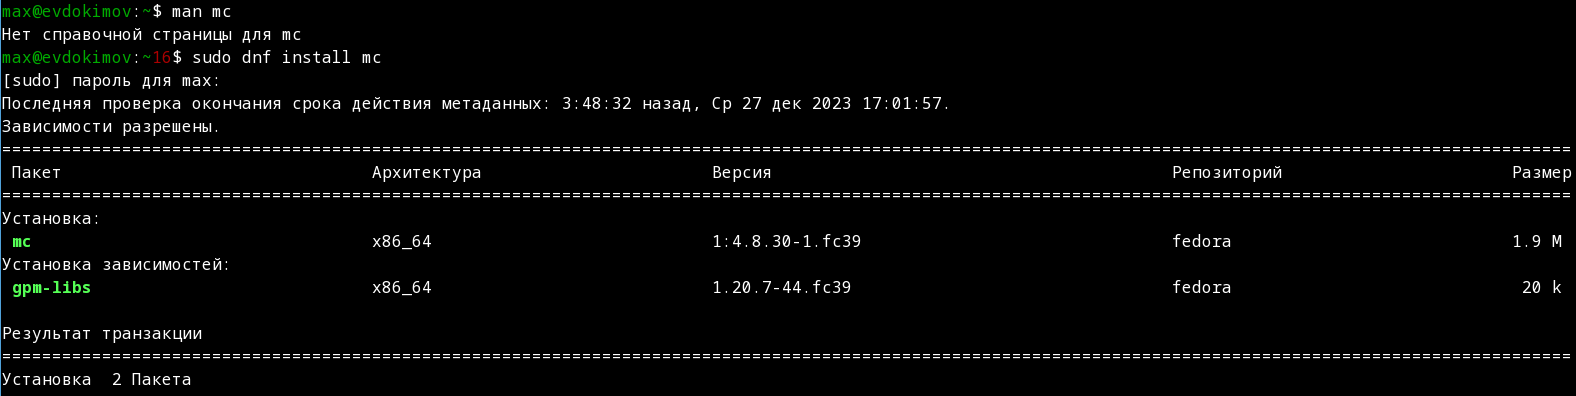 max@evdokimov:~$ man mc
Нет справочной страницы для mc
max@evdokimov:~16$ sudo dnf install mc
[sudo] пароль для max:
Последняя проверка окончания срока действия метаданных: 3:48:32 назад, Ср 27 дек 2023 17:01:57.
Зависимости разрешены.
================================================================================
Пакет Архитектура Версия Репозиторий Размер
================================================================================
Установка:
mc x86_64 1:4.8.30-1.fc39 fedora 1.9 M
Установка зависимостей:
gpm-libs x86_64 1.20.7-44.fc39 fedora 20 k
Результат транзакции
================================================================================
Установка 2 Пакета